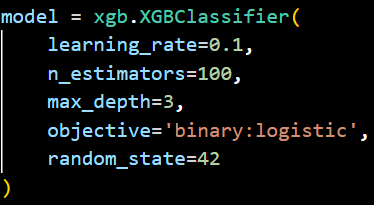 model = xgb.XGBClassifier(
    learning_rate=0.1,
    n_estimators=100,
    max_depth=3,
    objective='binary:logistic',
    random_state=42
)